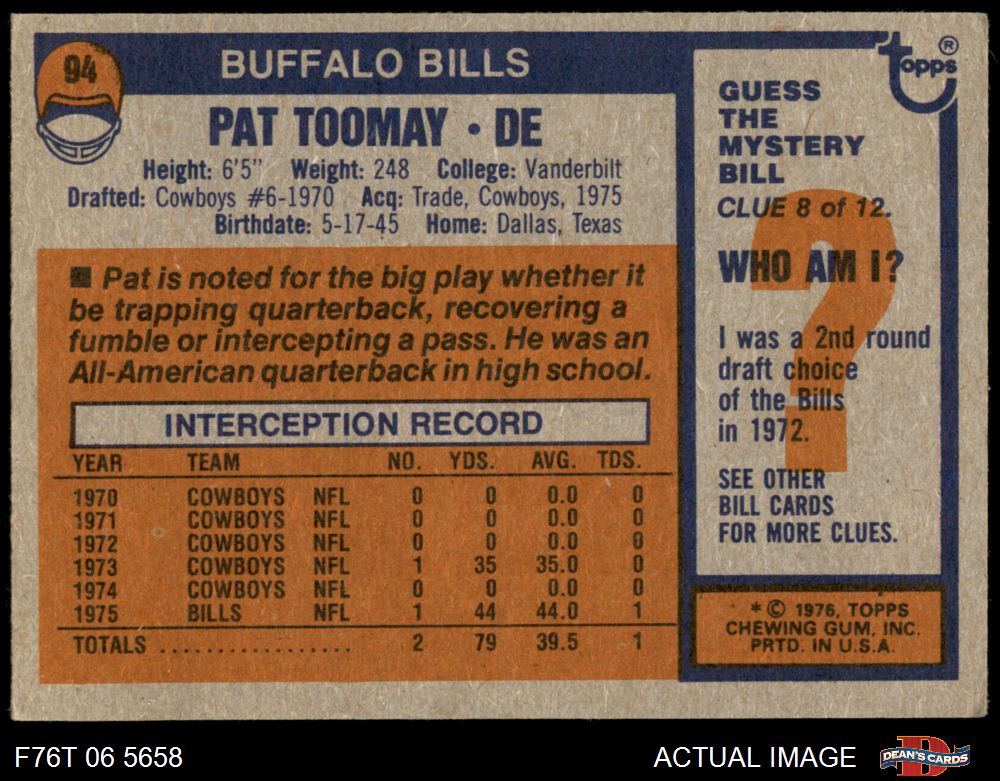 94
BUFFALO BILLS
PAT TOOMAY • DE
Height: 6'5" Weight: 248 College: Vanderbilt
Drafted: Cowboys #6-1970 Acq: Trade, Cowboys, 1975
Birthdate: 5-17-45 Home: Dallas, Texas
■ Pat is noted for the big play whether it
be trapping quarterback, recovering a
fumble or intercepting a pass. He was an
All-American quarterback in high school.
INTERCEPTION RECORD
YEAR TEAM NO. YDS. AVG. TDS.
1970 COWBOYS NFL 0 0 0.0 0
1971 COWBOYS NFL 0 0 0.0 0
1972 COWBOYS NFL 0 0 0.0 0
1973 COWBOYS NFL 1 35 35.0 0
1974 COWBOYS NFL 0 0 0.0 0
1975 BILLS NFL 1 44 44.0 1
TOTALS .................. 2 79 39.5 1
topps ®
GUESS
THE
MYSTERY
BILL
CLUE 8 of 12.
?
WHO AM I?
I was a 2nd round
draft choice
of the Bills
in 1972.
SEE OTHER
BILL CARDS
FOR MORE CLUES.
* © 1976, TOPPS
CHEWING GUM, INC.
PRTD. IN U.S.A.
F76T 06 5658
ACTUAL IMAGE
D
DEAN'S CARDS